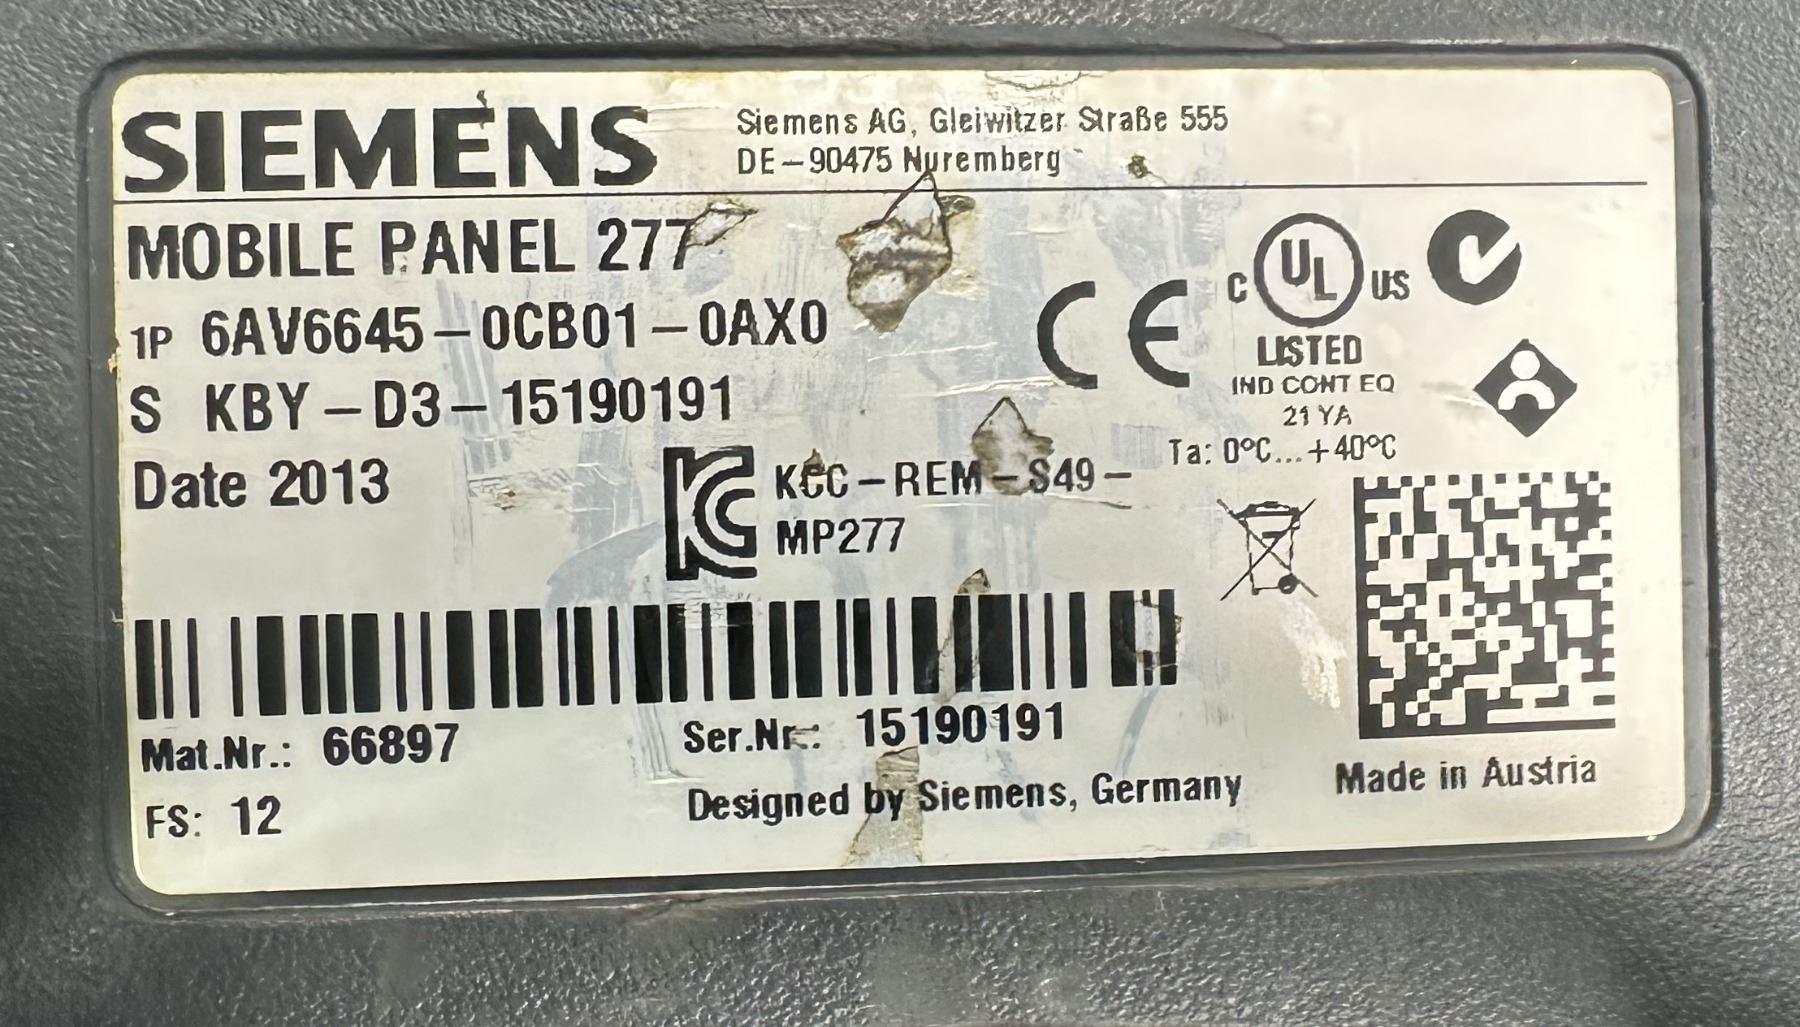 SIEMENS
Siemens AG, Gleiwitzer Straße 555
DE-90475 Nuremberg
MOBILE PANEL 277
1P 6AV6645-0CB01-0AX0
S KBY-D3-15190191
Date 2013
KCC-REM-S49-
MP277
CE
C UL US
LISTED
IND CONT EQ
21 YA
Ta: 0°C...+40°C
Mat.Nr.: 66897
Ser.Nr.: 15190191
FS: 12
Designed by Siemens, Germany
Made in Austria